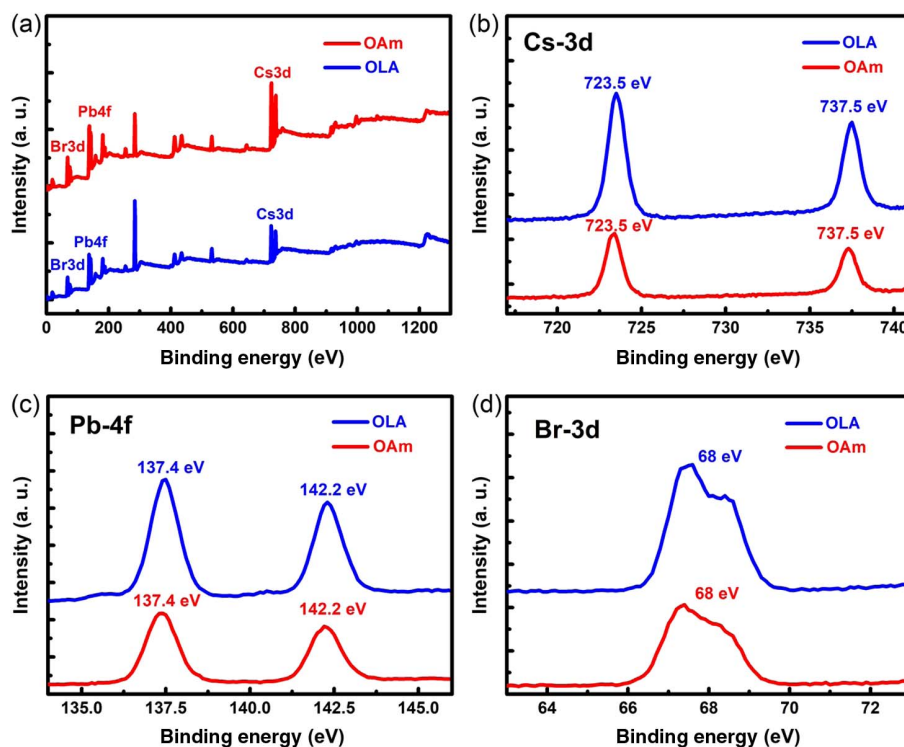 (a)
OAm
OLA
Cs3d
Pb4f
Br3d
Cs3d
Pb4f
Br3d
Intensity (a. u.)
0 200 400 600 800 1000 1200
Binding energy (eV)
(b)
Cs-3d
OLA
OAm
723.5 eV
737.5 eV
723.5 eV
737.5 eV
Intensity (a. u.)
720 725 730 735 740
Binding energy (eV)
(c)
Pb-4f
OLA
OAm
137.4 eV
142.2 eV
137.4 eV
142.2 eV
Intensity (a. u.)
135.0 137.5 140.0 142.5 145.0
Binding energy (eV)
(d)
Br-3d
OLA
OAm
68 eV
68 eV
Intensity (a. u.)
64 66 68 70 72
Binding energy (eV)